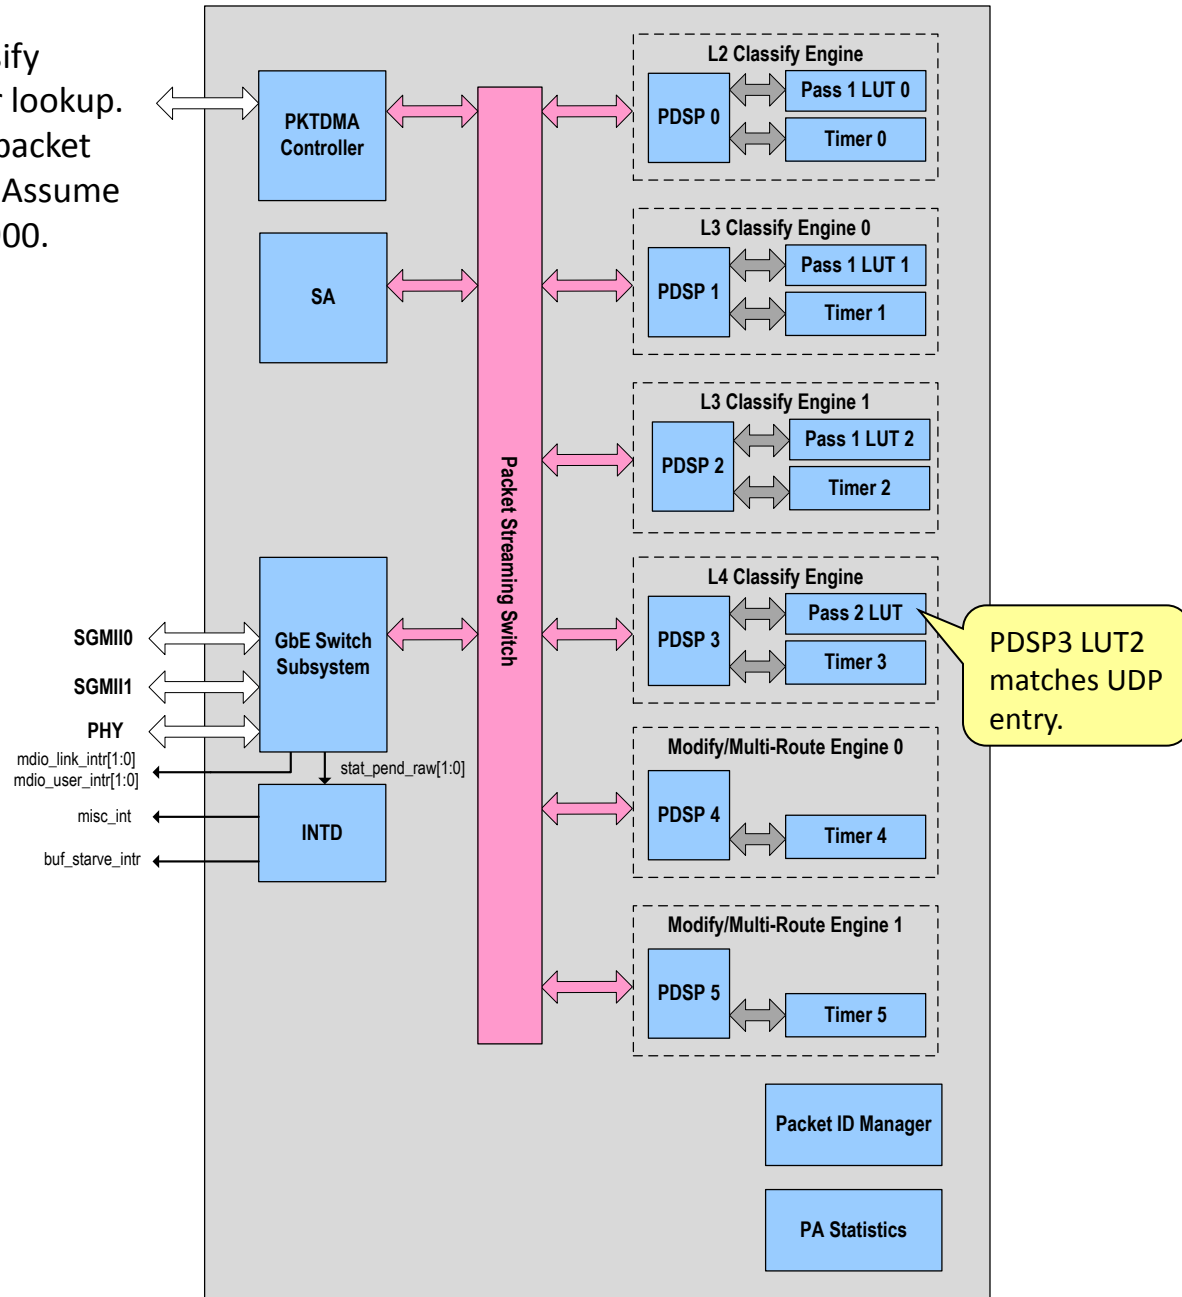 lookup.
packet
Assume
PKTDMA
Controller
SA
GbE Switch
Subsystem
SGMII0
SGMII1
PHY
mdio_link_intr[1:0]
mdio_user_intr[1:0]
stat_pend_raw[1:0]
misc_int
INTD
buf_starve_intr
Packet Streaming Switch
L2 Classify Engine
PDSP 0
Pass 1 LUT 0
Timer 0
L3 Classify Engine 0
PDSP 1
Pass 1 LUT 1
Timer 1
L3 Classify Engine 1
PDSP 2
Pass 1 LUT 2
Timer 2
L4 Classify Engine
PDSP 3
Pass 2 LUT
Timer 3
PDSP3 LUT2
matches UDP
entry.
Modify/Multi-Route Engine 0
PDSP 4
Timer 4
Modify/Multi-Route Engine 1
PDSP 5
Timer 5
Packet ID Manager
PA Statistics